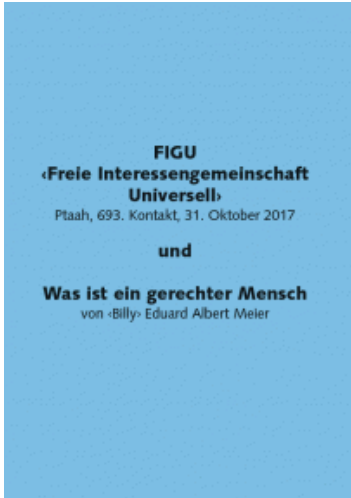 FIGU
‹Freie Interessengemeinschaft
Universell›
Ptaah, 693. Kontakt, 31. Oktober 2017
und
Was ist ein gerechter Mensch
von ‹Billy› Eduard Albert Meier